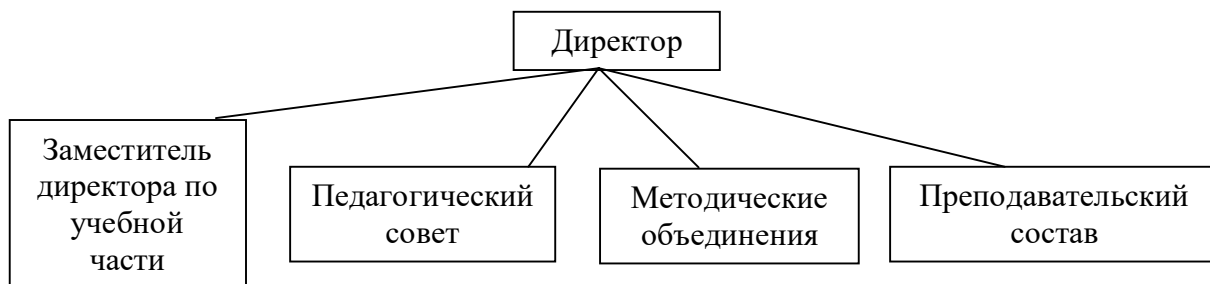 Директор
Заместитель
директора по
учебной
части
Педагогический
совет
Методические
объединения
Преподавательский
состав